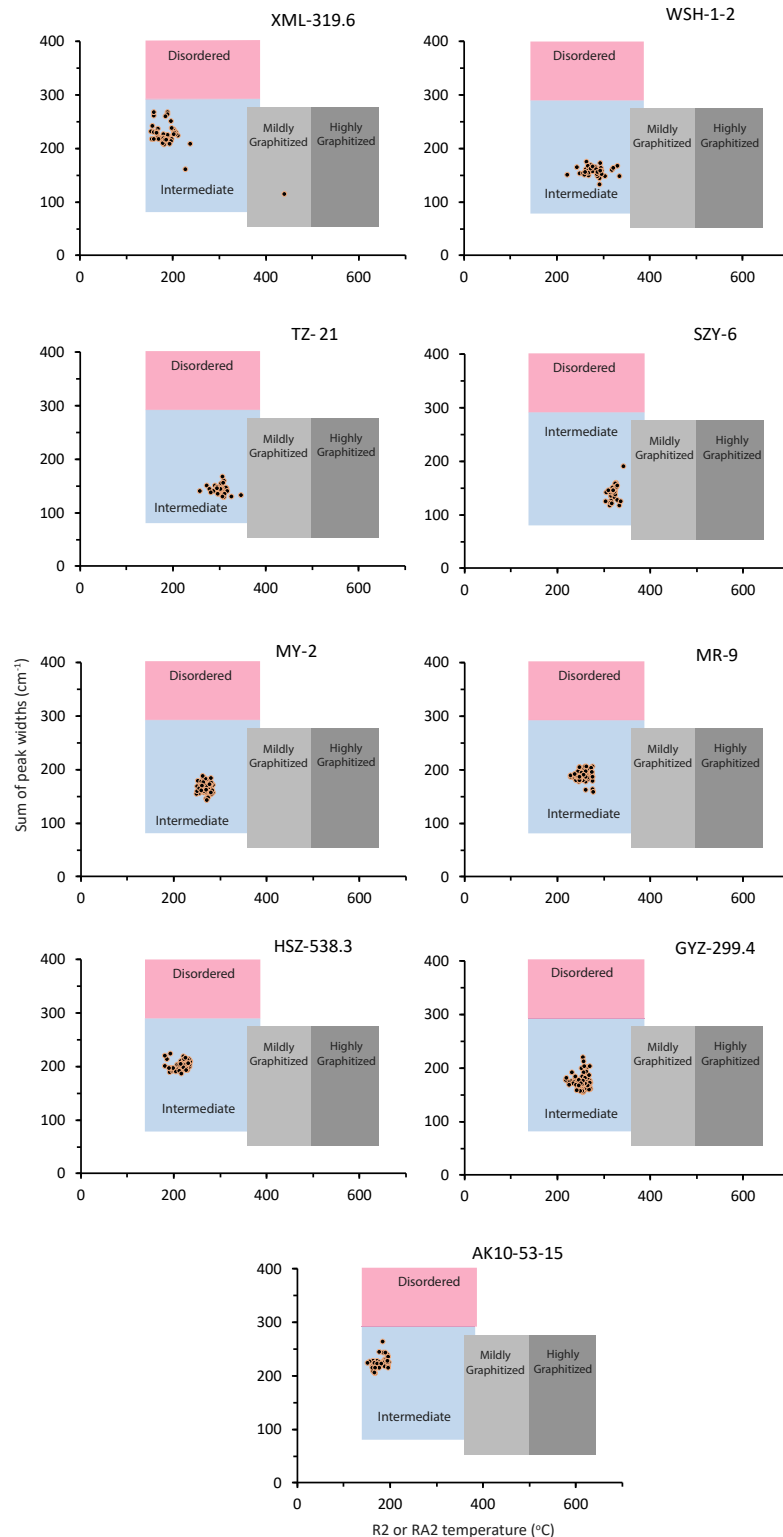 XML-319.6
400
300
200
100
0
0
200
400
600
Disordered
Intermediate
Mildly
Graphitized
Highly
Graphitized
WSH-1-2
400
300
200
100
0
0
200
400
600
Disordered
Intermediate
Mildly
Graphitized
Highly
Graphitized
TZ- 21
400
300
200
100
0
0
200
400
600
Disordered
Intermediate
Mildly
Graphitized
Highly
Graphitized
SZY-6
400
300
200
100
0
0
200
400
600
Disordered
Intermediate
Mildly
Graphitized
Highly
Graphitized
Sum of peak widths (cm⁻¹)
MY-2
400
300
200
100
0
0
200
400
600
Disordered
Intermediate
Mildly
Graphitized
Highly
Graphitized
MR-9
400
300
200
100
0
0
200
400
600
Disordered
Intermediate
Mildly
Graphitized
Highly
Graphitized
HSZ-538.3
400
300
200
100
0
0
200
400
600
Disordered
Intermediate
Mildly
Graphitized
Highly
Graphitized
GYZ-299.4
400
300
200
100
0
0
200
400
600
Disordered
Intermediate
Mildly
Graphitized
Highly
Graphitized
AK10-53-15
400
300
200
100
0
0
200
400
600
Disordered
Intermediate
Mildly
Graphitized
Highly
Graphitized
R2 or RA2 temperature (°C)